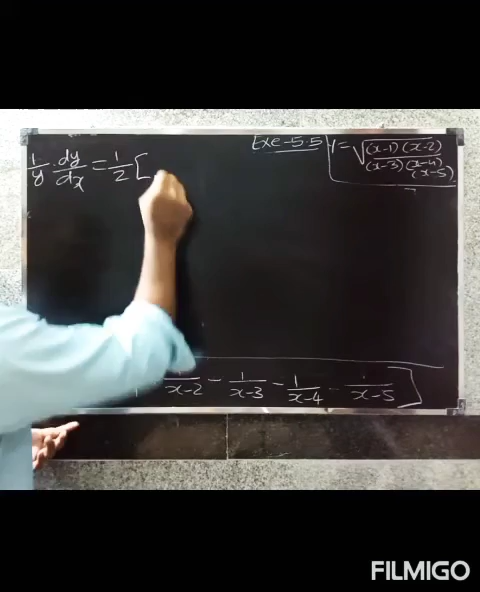 Exe-5.5
y = √((x-1)(x-2) / (x-3)(x-4)(x-5))
1/y · dy/dx = 1/2 [
1/(x-2) - 1/(x-3) - 1/(x-4) - 1/(x-5) ]
FILMIGO